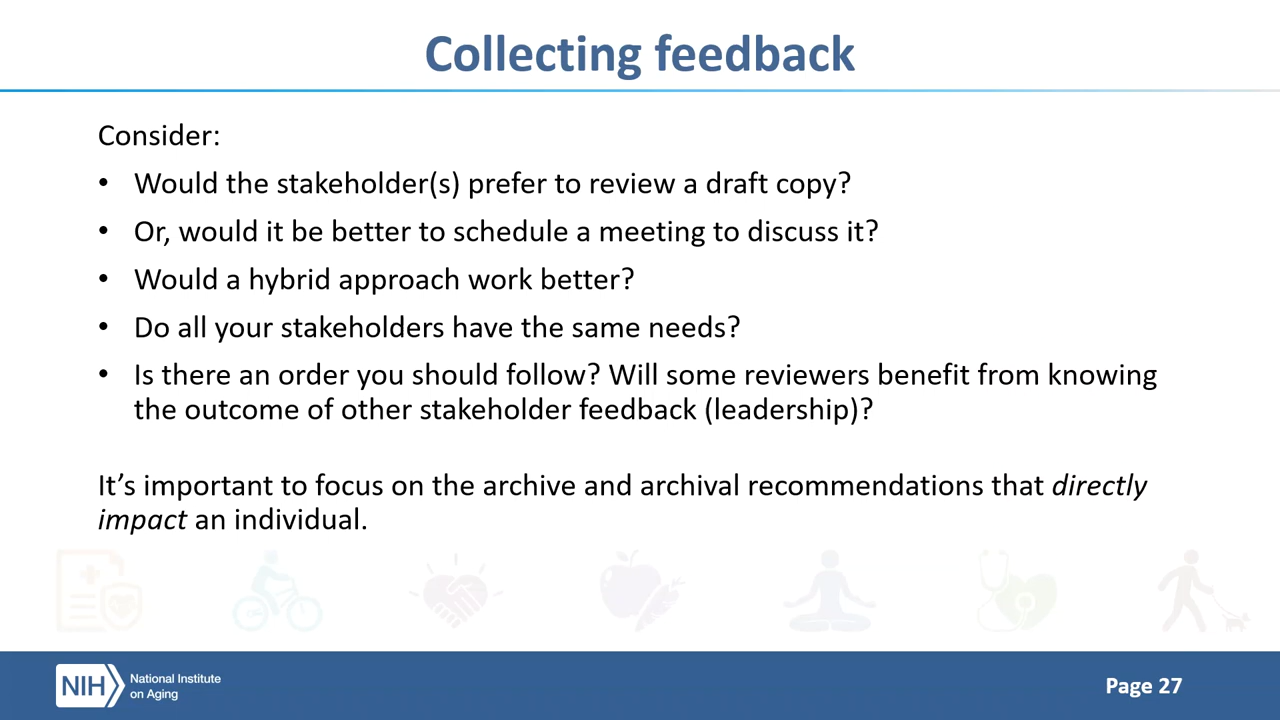 Collecting feedback
Consider:
• Would the stakeholder(s) prefer to review a draft copy?
• Or, would it be better to schedule a meeting to discuss it?
• Would a hybrid approach work better?
• Do all your stakeholders have the same needs?
• Is there an order you should follow? Will some reviewers benefit from knowing
the outcome of other stakeholder feedback (leadership)?
It’s important to focus on the archive and archival recommendations that directly
impact an individual.
NIH
National Institute
on Aging
Page 27